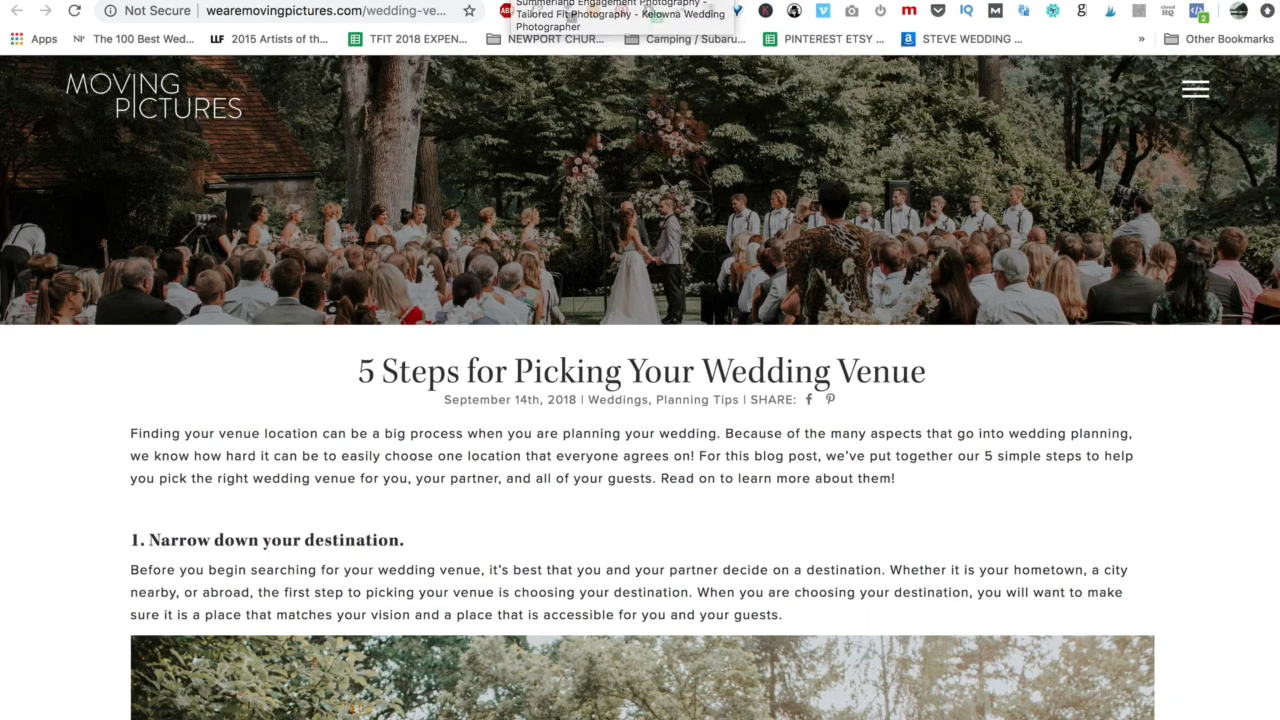 Not Secure | wearemovingpictures.com/wedding-ve...
Summerland Engagement Photography -
Tailored Fit Photography - Kelowna Wedding
Photographer
Apps
The 100 Best Wed...
LLF 2015 Artists of th...
TFIT 2018 EXPEN...
NEWPORT CHUR...
Camping / Subaru...
PINTEREST ETSY ...
STEVE WEDDING ...
»
Other Bookmarks
MOVING
PICTURES
5 Steps for Picking Your Wedding Venue
September 14th, 2018 | Weddings, Planning Tips | SHARE:
Finding your venue location can be a big process when you are planning your wedding. Because of the many aspects that go into wedding planning,
we know how hard it can be to easily choose one location that everyone agrees on! For this blog post, we’ve put together our 5 simple steps to help
you pick the right wedding venue for you, your partner, and all of your guests. Read on to learn more about them!
1. Narrow down your destination.
Before you begin searching for your wedding venue, it’s best that you and your partner decide on a destination. Whether it is your hometown, a city
nearby, or abroad, the first step to picking your venue is choosing your destination. When you are choosing your destination, you will want to make
sure it is a place that matches your vision and a place that is accessible for you and your guests.